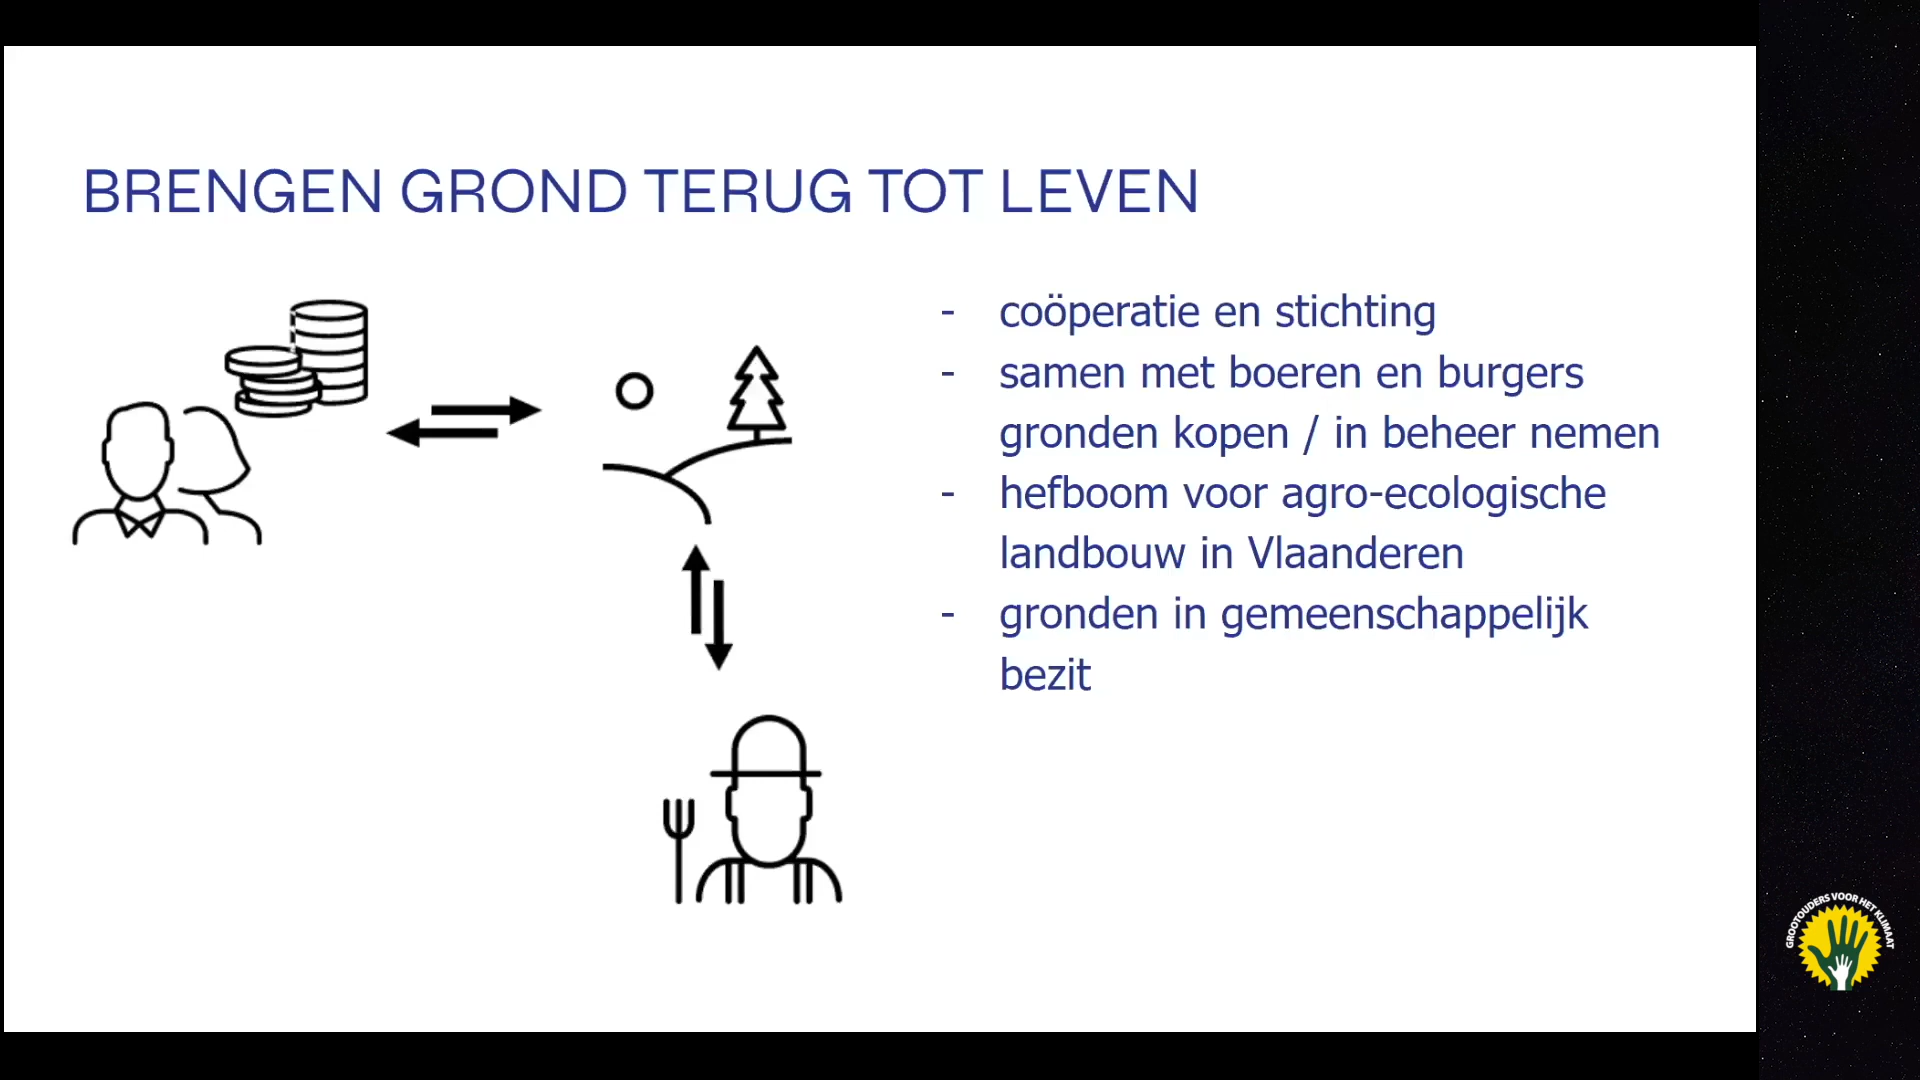 BRENGEN GROND TERUG TOT LEVEN
- coöperatie en stichting
- samen met boeren en burgers
gronden kopen / in beheer nemen
- hefboom voor agro-ecologische
landbouw in Vlaanderen
- gronden in gemeenschappelijk
bezit
GROOTOUDERS VOOR HET KLIMAAT